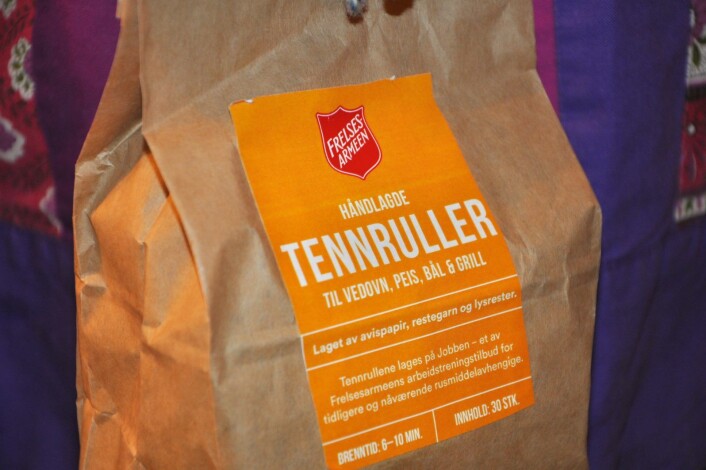 FRELSES-
ARMEEN
HÅNDLAGDE
TENNRULLER
TIL VEDOVN, PEIS, BÅL & GRILL
Laget av avispapir, restegarn og lysrester.
Tennrullene lages på Jobben – et av
Frelsesarmeens arbeidstreningstilbud for
tidligere og nåværende rusmiddelavhengige.
BRENNTID: 6–10 MIN.
INNHOLD: 30 STK.